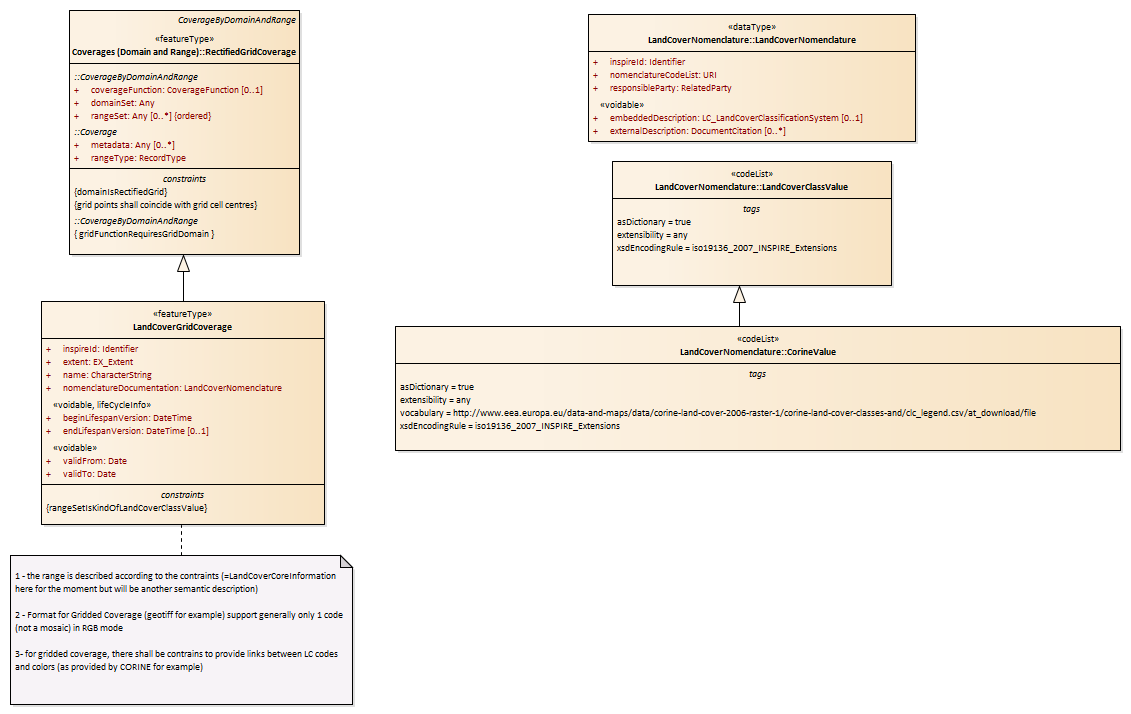 CoverageByDomainAndRange
«featureType»
Coverages (Domain and Range)::RectifiedGridCoverage
::CoverageByDomainAndRange
+ coverageFunction: CoverageFunction [0..1]
+ domainSet: Any
+ rangeSet: Any [0..*] {ordered}
::Coverage
+ metadata: Any [0..*]
+ rangeType: RecordType
constraints
{domainIsRectifiedGrid}
{grid points shall coincide with grid cell centres}
::CoverageByDomainAndRange
{ gridFunctionRequiresGridDomain }
«featureType»
LandCoverGridCoverage
+ inspireId: Identifier
+ extent: EX_Extent
+ name: CharacterString
+ nomenclatureDocumentation: LandCoverNomenclature
«voidable, lifeCycleInfo»
+ beginLifespanVersion: DateTime
+ endLifespanVersion: DateTime [0..1]
«voidable»
+ validFrom: Date
+ validTo: Date
constraints
{rangeSetIsKindOfLandCoverClassValue}
1 - the range is described according to the contraints (=LandCoverCoreInformation
here for the moment but will be another semantic description)
2 - Format for Gridded Coverage (geotiff for example) support generally only 1 code
(not a mosaic) in RGB mode
3- for gridded coverage, there shall be contrains to provide links between LC codes
and colors (as provided by CORINE for example)
«dataType»
LandCoverNomenclature::LandCoverNomenclature
+ inspireId: Identifier
+ nomenclatureCodeList: URI
+ responsibleParty: RelatedParty
«voidable»
+ embeddedDescription: LC_LandCoverClassificationSystem [0..1]
+ externalDescription: DocumentCitation [0..*]
«codeList»
LandCoverNomenclature::LandCoverClassValue
tags
asDictionary = true
extensibility = any
xsdEncodingRule = iso19136_2007_INSPIRE_Extensions
«codeList»
LandCoverNomenclature::CorineValue
tags
asDictionary = true
extensibility = any
vocabulary = http://www.eea.europa.eu/data-and-maps/data/corine-land-cover-2006-raster-1/corine-land-cover-classes-and/clc_legend.csv/at_download/file
xsdEncodingRule = iso19136_2007_INSPIRE_Extensions